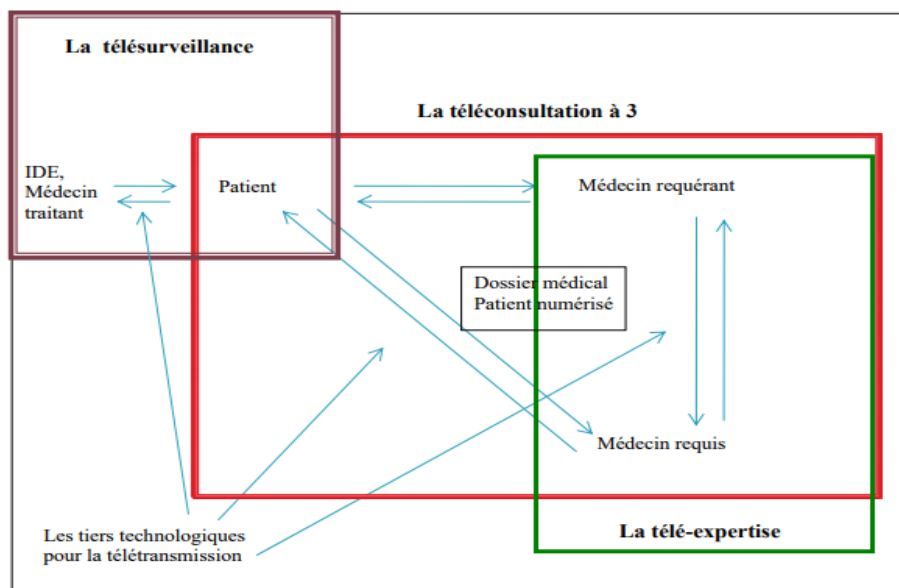 La télésurveillance
La téléconsultation à 3
IDE,
Médecin
traitant
Patient
Médecin requérant
Dossier médical
Patient numérisé
Médecin requis
Les tiers technologiques
pour la télétransmission
La télé-expertise